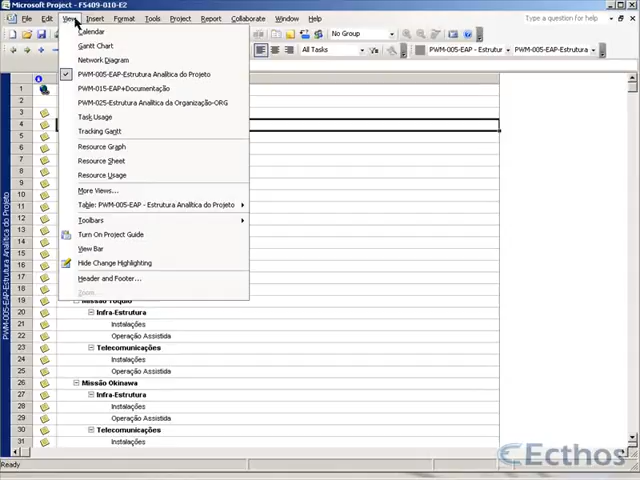 Microsoft Project - F5409-010-E2
File Edit View Insert Format Tools Project Report Collaborate Window Help
Type a question for help
No Group
All Tasks
PWM-005-EAP - Estrutur
PWM-005-EAP-Estrutura
Calendar
Gantt Chart
Network Diagram
PWM-005-EAP-Estrutura Analítica do Projeto
PWM-015-EAP+Documentação
PWM-025-Estrutura Analítica da Organização-ORG
Task Usage
Tracking Gantt
Resource Graph
Resource Sheet
Resource Usage
More Views...
Table: PWM-005-EAP - Estrutura Analítica do Projeto
Toolbars
Turn On Project Guide
View Bar
Hide Change Highlighting
Header and Footer...
Zoom...
PWM-005-EAP-Estrutura Analítica do Projeto
1
2
3
4
5
6
7
8
9
10
11
12
13
14
15
16
17
18
19 Missão Tóquio
20 Infra-Estrutura
21 Instalações
22 Operação Assistida
23 Telecomunicações
24 Instalações
25 Operação Assistida
26 Missão Okinawa
27 Infra-Estrutura
28 Instalações
29 Operação Assistida
30 Telecomunicações
31 Instalações
Ready
Ecthos